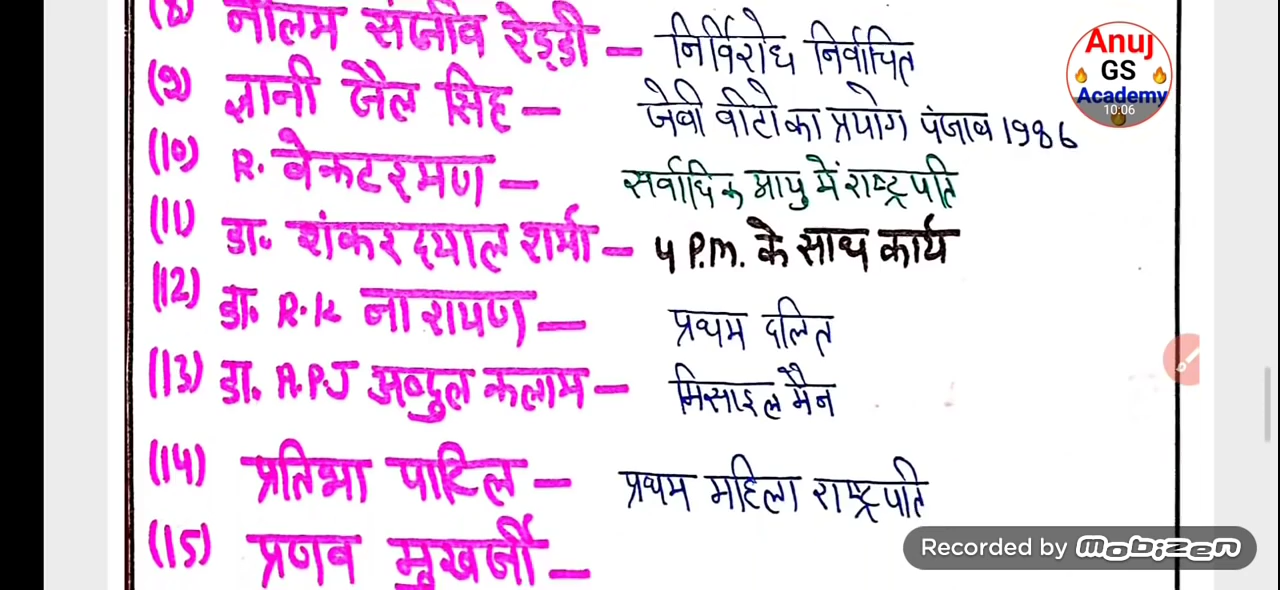 (8) नीलम संजीव रेड्डी – निर्विरोध निर्वाचित
(9) ज्ञानी जैल सिंह – जेवी वीटो का प्रयोग पंजाब 1986
(10) R. वेंकटरमण – सर्वाधिक आयु में राष्ट्रपति
(11) डा. शंकर दयाल शर्मा – 4 P.M. के साथ कार्य
(12) डा. R.K नारायण – प्रथम दलित
(13) डा. A.P.J अब्दुल कलाम – मिसाइल मैन
(14) प्रतिभा पाटिल – प्रथम महिला राष्ट्रपति
(15) प्रणव मुखर्जी –
Anuj
GS
Academy
10:06
Recorded by Mobizen